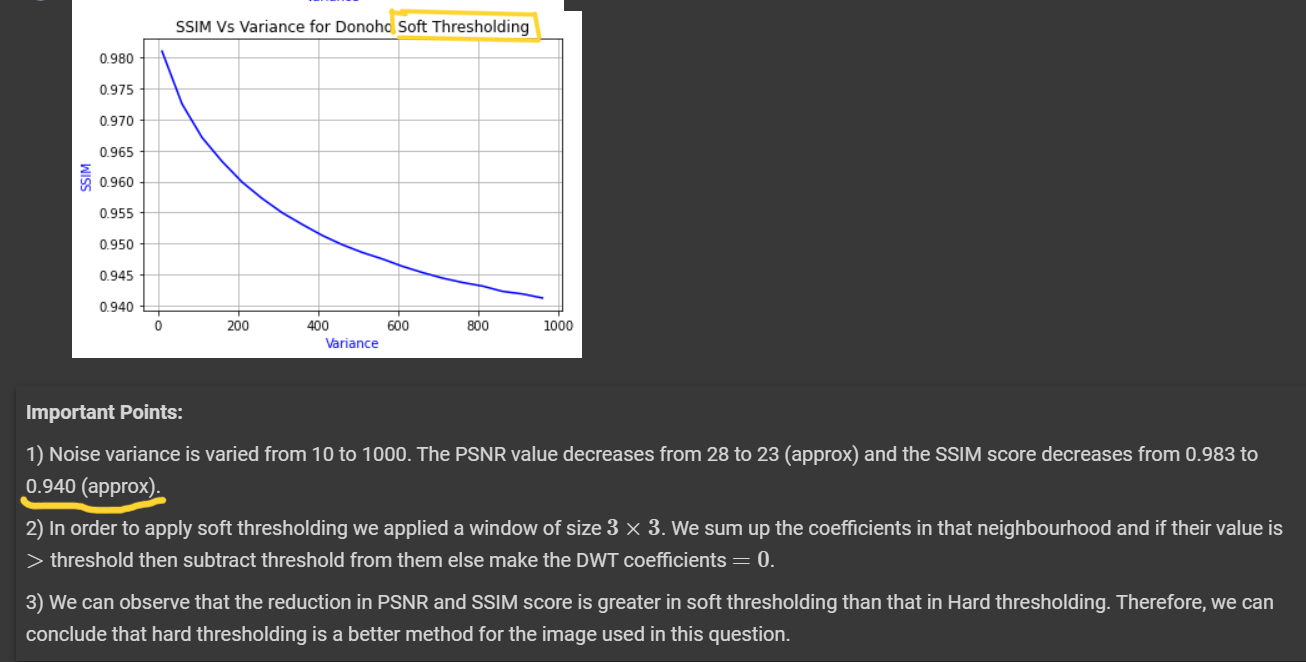 SSIM Vs Variance for Donoho Soft Thresholding
0.980
0.975
0.970
0.965
0.960
0.955
0.950
0.945
0.940
SSIM
0 200 400 600 800 1000
Variance
Important Points:
1) Noise variance is varied from 10 to 1000. The PSNR value decreases from 28 to 23 (approx) and the SSIM score decreases from 0.983 to
0.940 (approx).
2) In order to apply soft thresholding we applied a window of size 3 × 3. We sum up the coefficients in that neighbourhood and if their value is
> threshold then subtract threshold from them else make the DWT coefficients = 0.
3) We can observe that the reduction in PSNR and SSIM score is greater in soft thresholding than that in Hard thresholding. Therefore, we can
conclude that hard thresholding is a better method for the image used in this question.